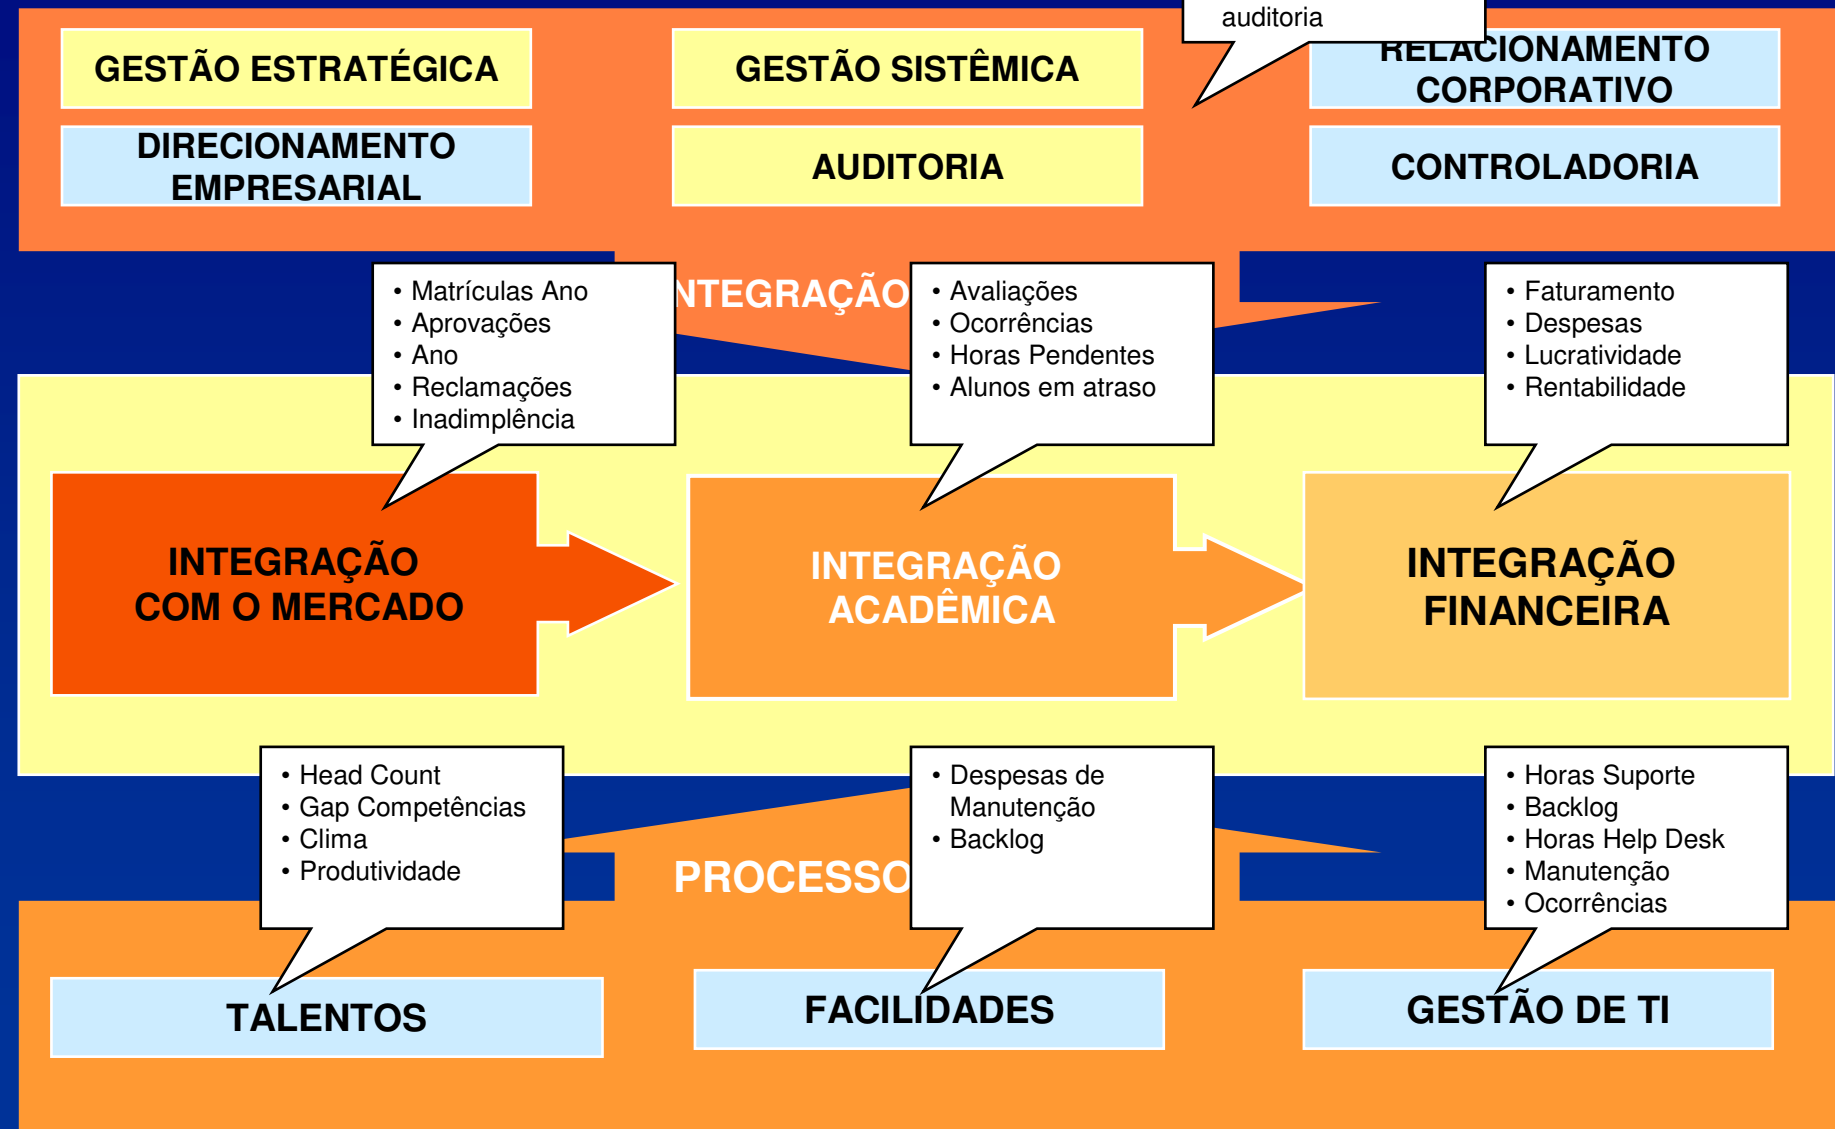 auditoria
GESTÃO ESTRATÉGICA
GESTÃO SISTÊMICA
RELACIONAMENTO
CORPORATIVO
DIRECIONAMENTO
EMPRESARIAL
AUDITORIA
CONTROLADORIA
NTEGRAÇÃO
• Matrículas Ano
• Aprovações
• Ano
• Reclamações
• Inadimplência
• Avaliações
• Ocorrências
• Horas Pendentes
• Alunos em atraso
• Faturamento
• Despesas
• Lucratividade
• Rentabilidade
INTEGRAÇÃO
COM O MERCADO
INTEGRAÇÃO
ACADÊMICA
INTEGRAÇÃO
FINANCEIRA
• Head Count
• Gap Competências
• Clima
• Produtividade
PROCESSO
• Despesas de
Manutenção
• Backlog
• Horas Suporte
• Backlog
• Horas Help Desk
• Manutenção
• Ocorrências
TALENTOS
FACILIDADES
GESTÃO DE TI